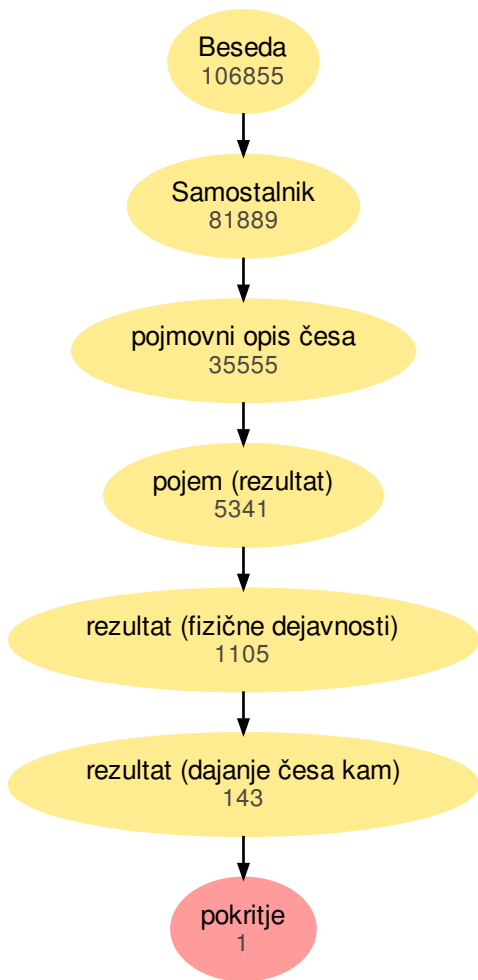 Beseda
106855
Samostalnik
81889
pojmovni opis česa
35555
pojem (rezultat)
5341
rezultat (fizične dejavnosti)
1105
rezultat (dajanje česa kam)
143
pokritje
1